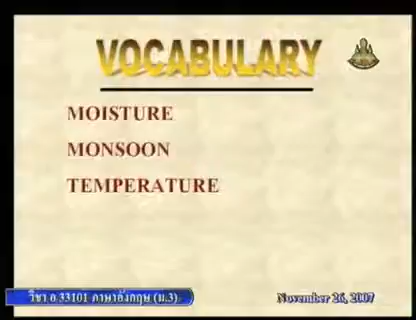 VOCABULARY
MOISTURE
MONSOON
TEMPERATURE
วิชา อ 33101 ภาษาอังกฤษ (ม.3)
November 26, 2007